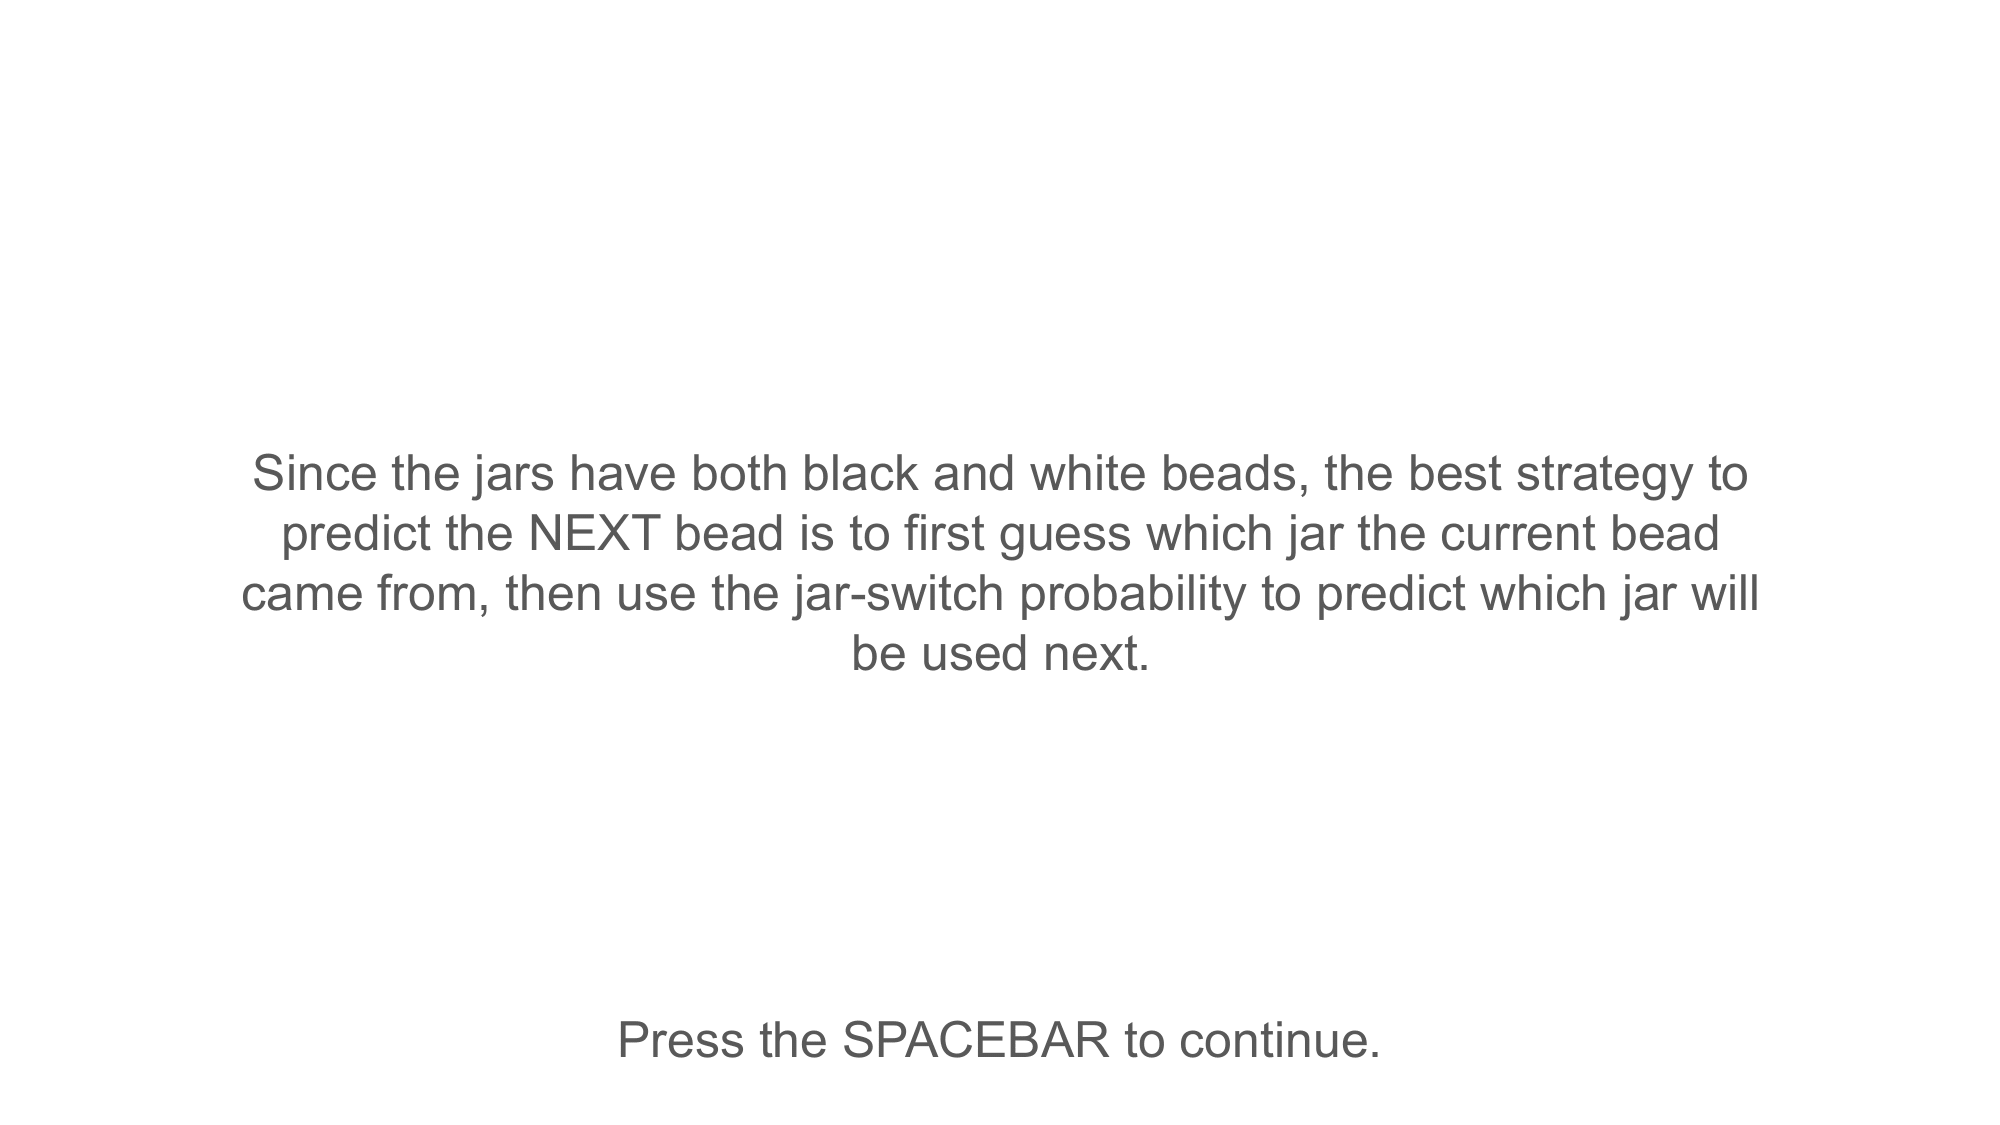 Since the jars have both black and white beads, the best strategy to
predict the NEXT bead is to first guess which jar the current bead
came from, then use the jar-switch probability to predict which jar will
be used next.
Press the SPACEBAR to continue.